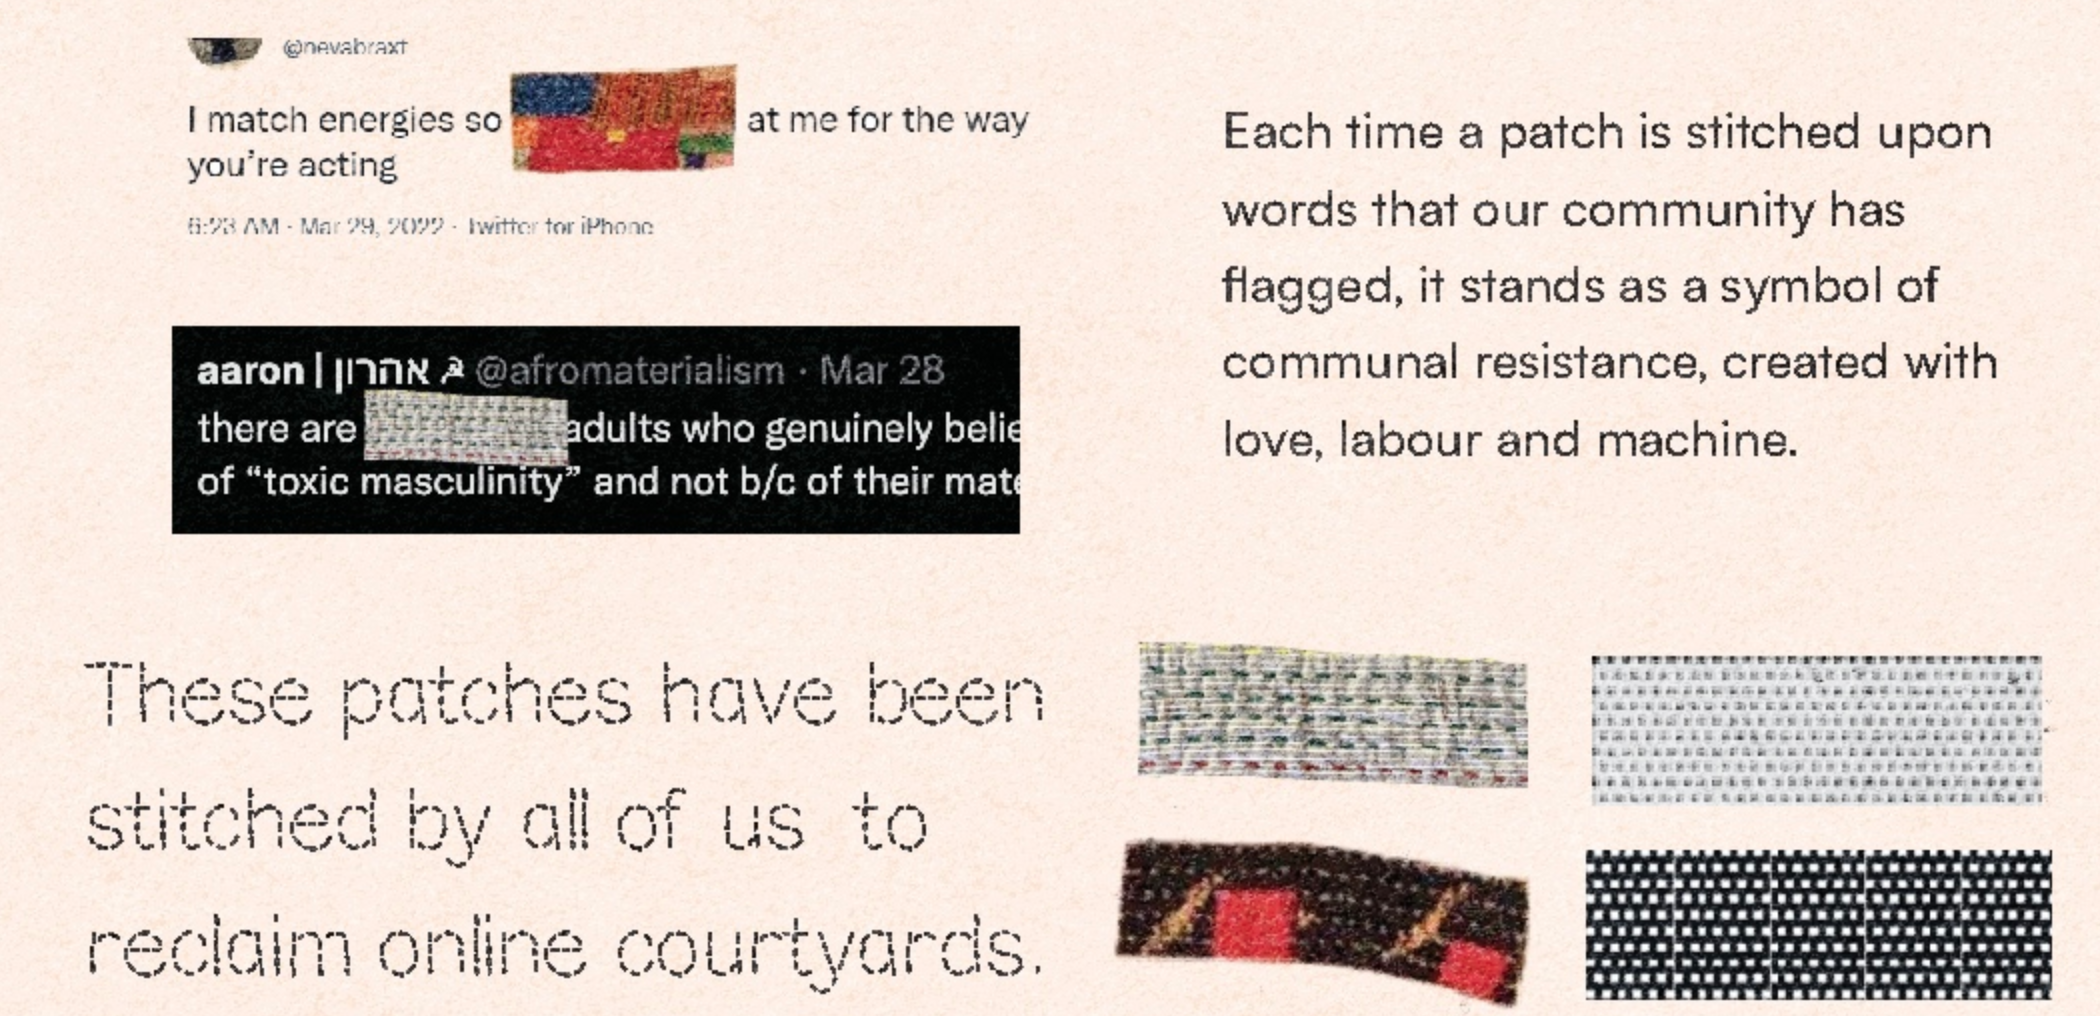 @nevabraxt
I match energies so at me for the way
you're acting
6:23 AM · Mar 29, 2022 · Twitter for iPhone
aaron | אהרון ☭ @afromaterialism · Mar 28
there are adults who genuinely belie
of “toxic masculinity” and not b/c of their mate
Each time a patch is stitched upon
words that our community has
flagged, it stands as a symbol of
communal resistance, created with
love, labour and machine.
These patches have been
stitched by all of us to
reclaim online courtyards.